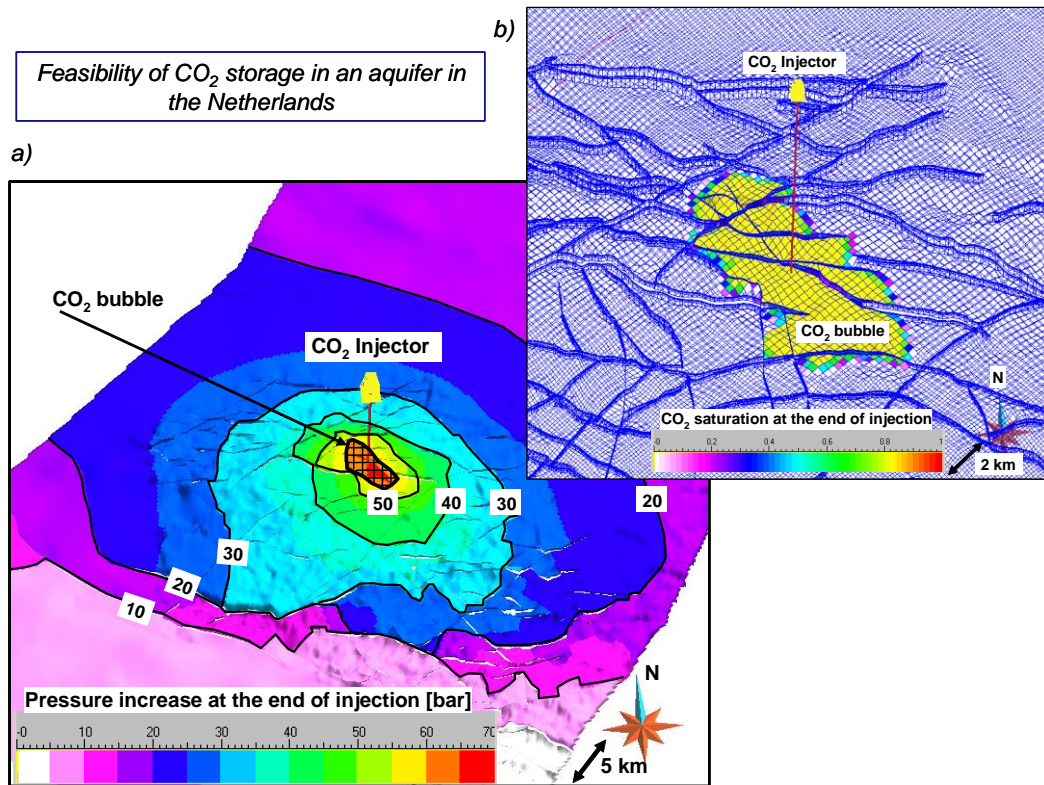 Feasibility of CO2 storage in an aquifer in
the Netherlands
a)
CO2 bubble
CO2 Injector
50
40
30
20
30
20
10
Pressure increase at the end of injection [bar]
-0 10 20 30 40 50 60 70
N
5 km
b)
CO2 Injector
CO2 bubble
CO2 saturation at the end of injection
0 0.2 0.4 0.6 0.8 1
N
2 km